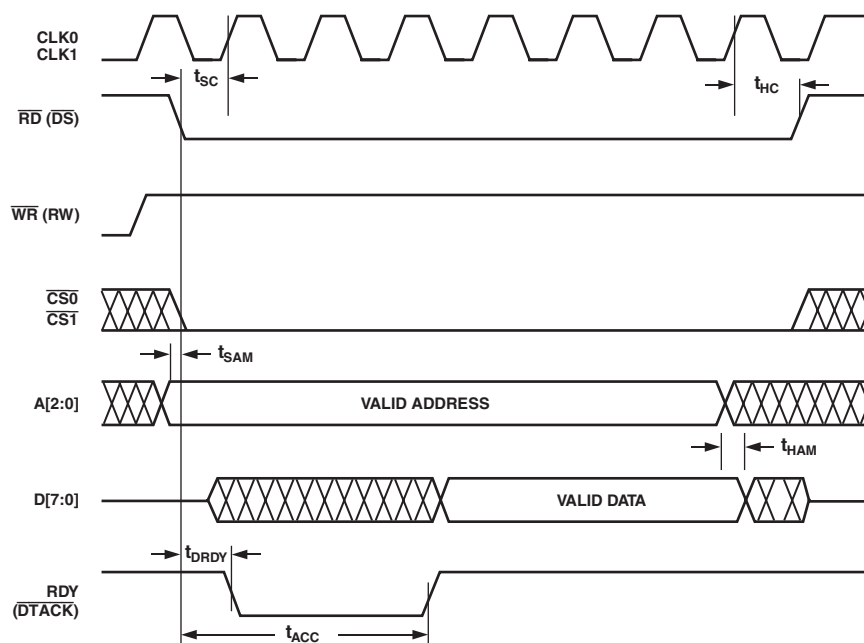 CLK0
CLK1
tSC
tHC
RD (DS)
WR (RW)
CS0
CS1
tSAM
A[2:0]
VALID ADDRESS
tHAM
D[7:0]
VALID DATA
tDRDY
RDY
(DTACK)
tACC